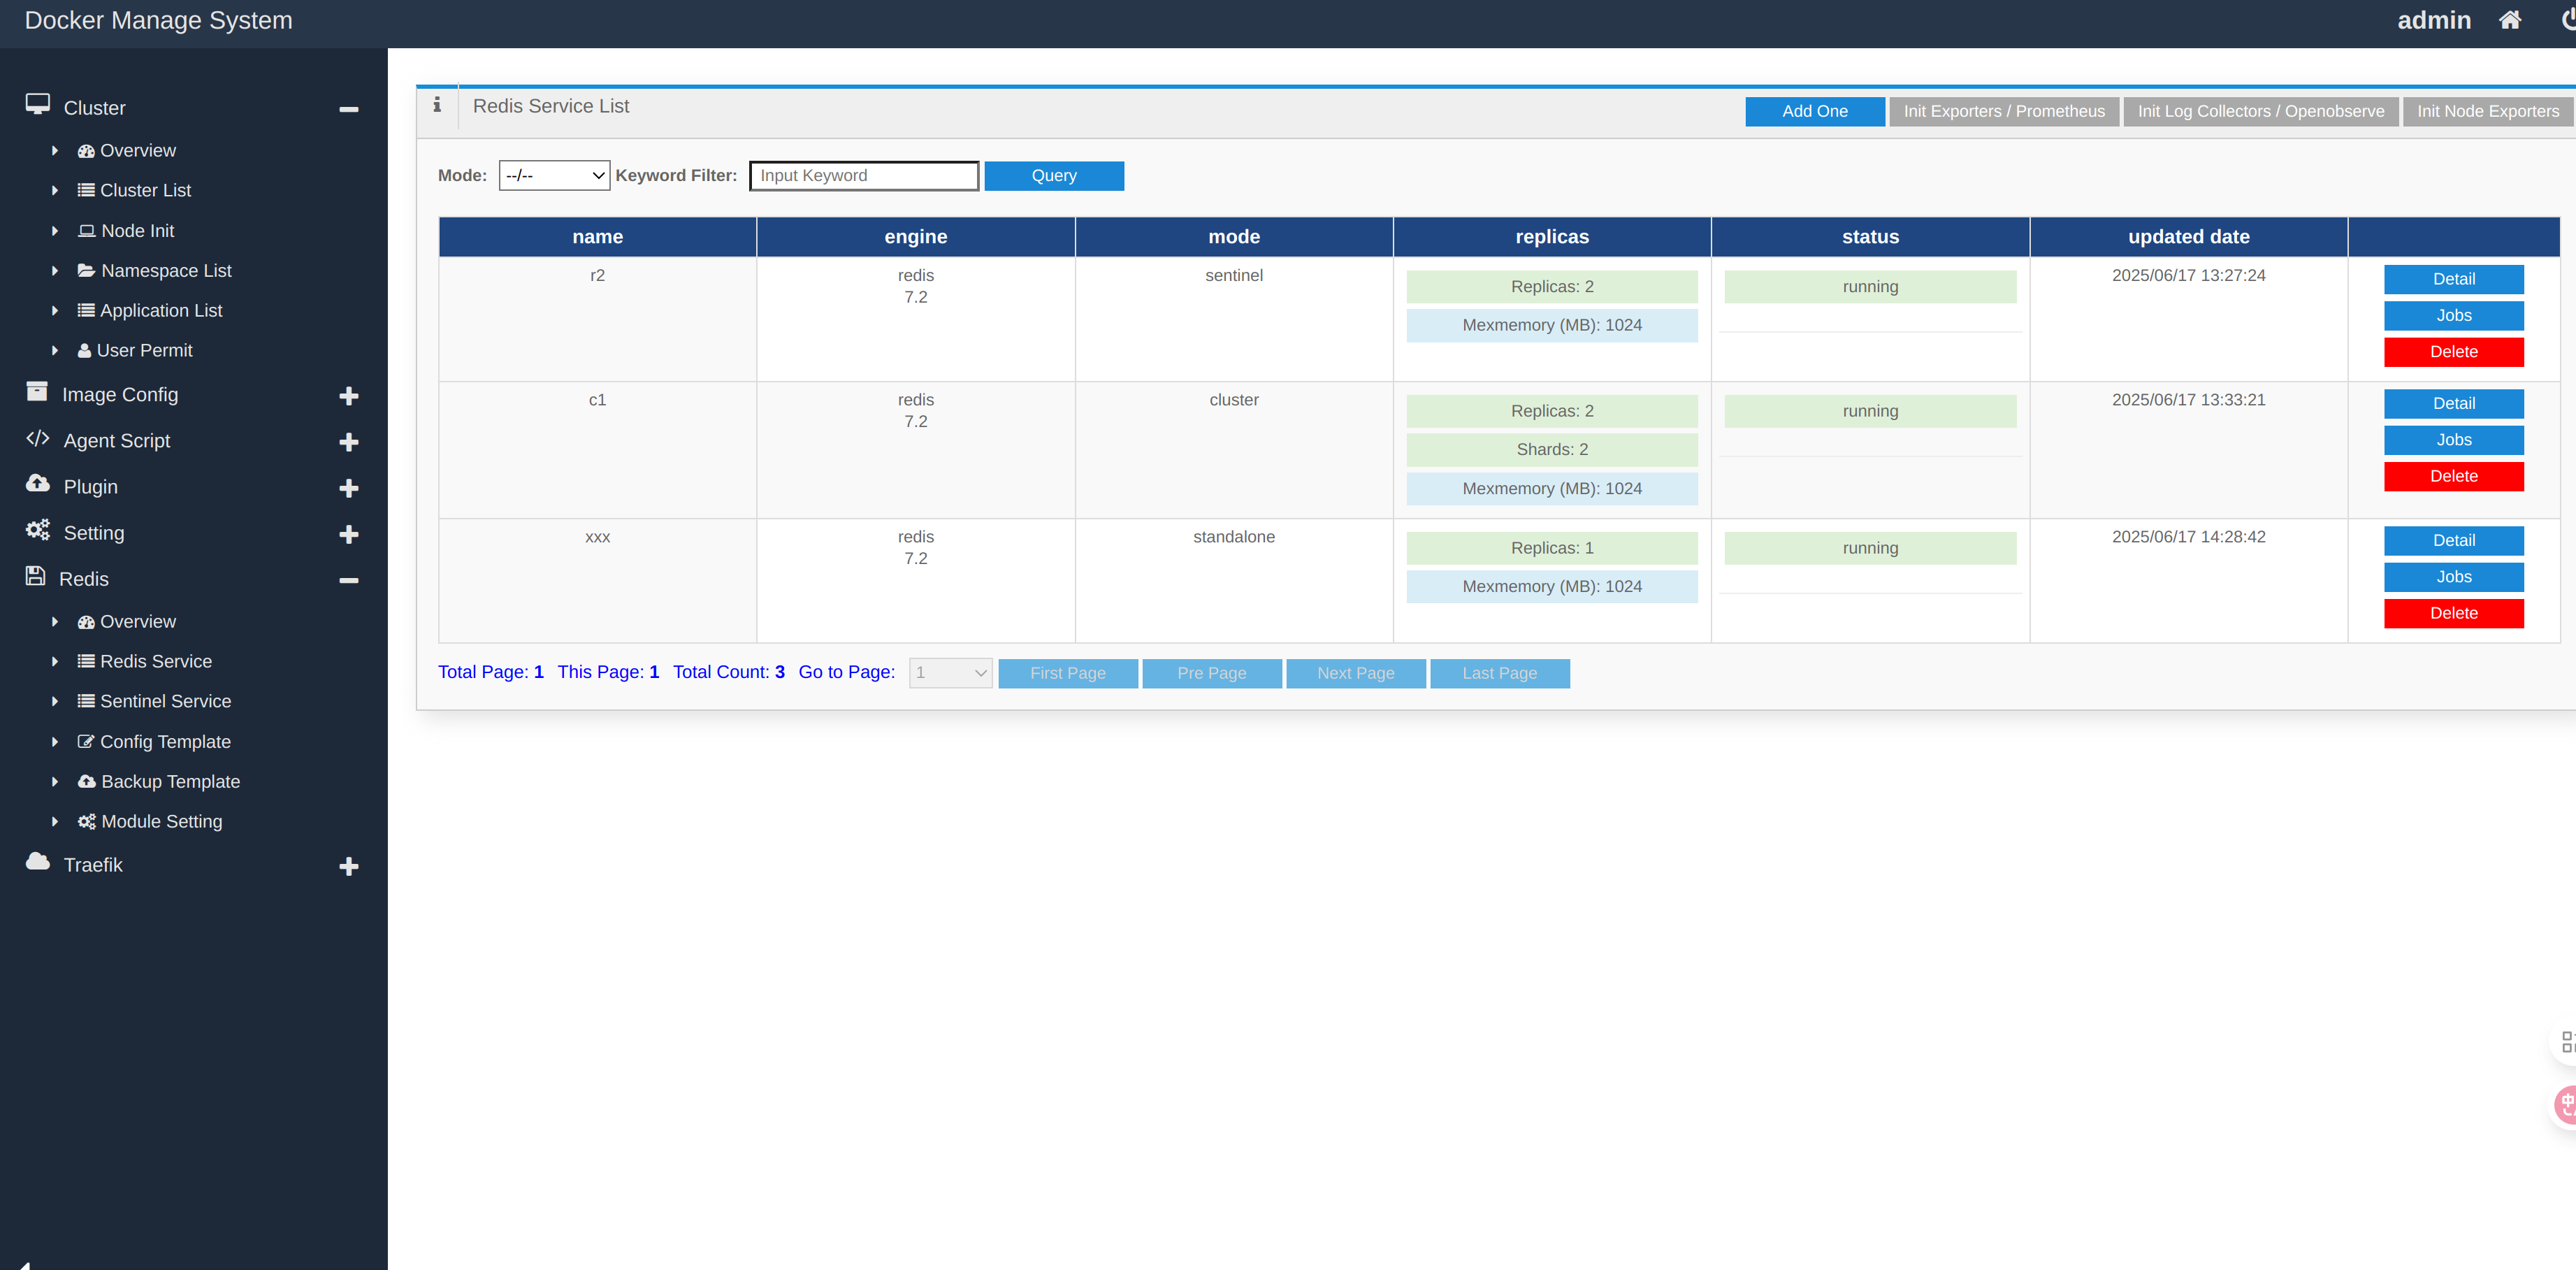 Docker Manage System
admin
Cluster
Overview
Cluster List
Node Init
Namespace List
Application List
User Permit
Image Config
Agent Script
Plugin
Setting
Redis
Overview
Redis Service
Sentinel Service
Config Template
Backup Template
Module Setting
Traefik
Redis Service List
Add One Init Exporters / Prometheus Init Log Collectors / Openobserve Init Node Exporters
Mode: --/-- Keyword Filter: Input Keyword Query
name engine mode replicas status updated date
r2 redis sentinel Replicas: 2 running 2025/06/17 13:27:24 Detail
7.2 Mexmemory (MB): 1024 Jobs
Delete
c1 redis cluster Replicas: 2 running 2025/06/17 13:33:21 Detail
7.2 Shards: 2 Jobs
Mexmemory (MB): 1024 Delete
xxx redis standalone Replicas: 1 running 2025/06/17 14:28:42 Detail
7.2 Mexmemory (MB): 1024 Jobs
Delete
Total Page: 1 This Page: 1 Total Count: 3 Go to Page: 1 First Page Pre Page Next Page Last Page
中